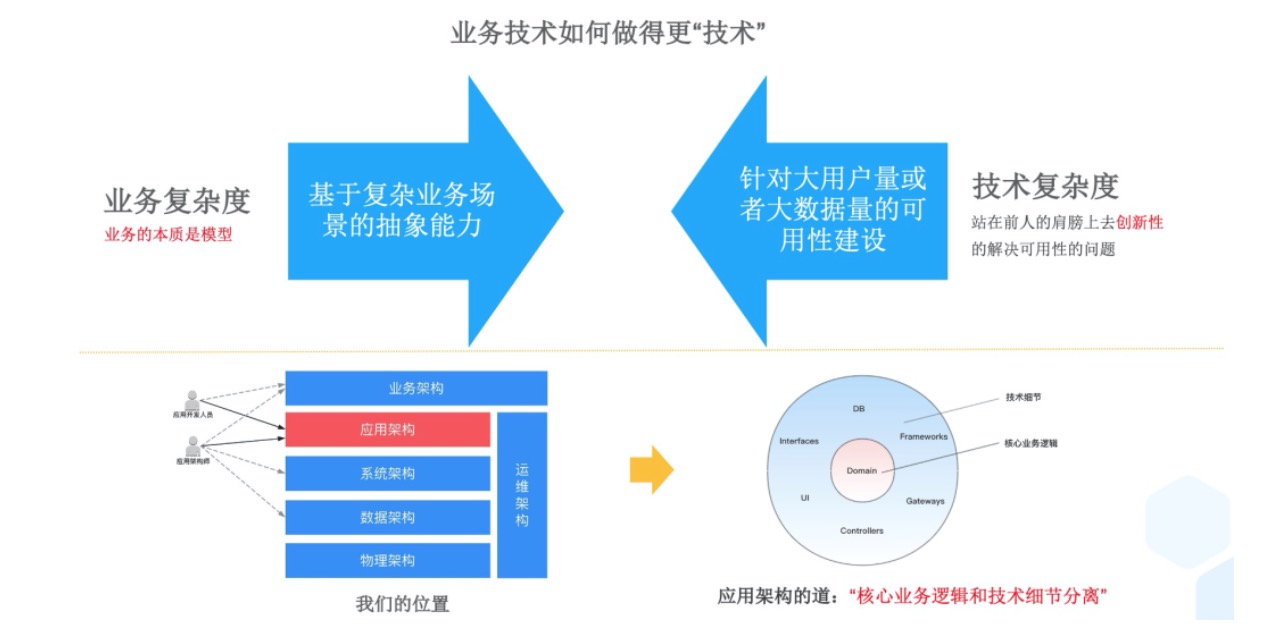 业务技术如何做得更“技术”
业务复杂度
业务的本质是模型
基于复杂业务场
景的抽象能力
针对大用户量或
者大数据量的可
用性建设
技术复杂度
站在前人的肩膀上去创新性
的解决可用性的问题
应用开发人员
应用架构师
业务架构
应用架构
系统架构
数据架构
物理架构
运维架构
我们的位置
DB
Interfaces
Frameworks
Domain
UI
Gateways
Controllers
技术细节
核心业务逻辑
应用架构的道：“核心业务逻辑和技术细节分离”